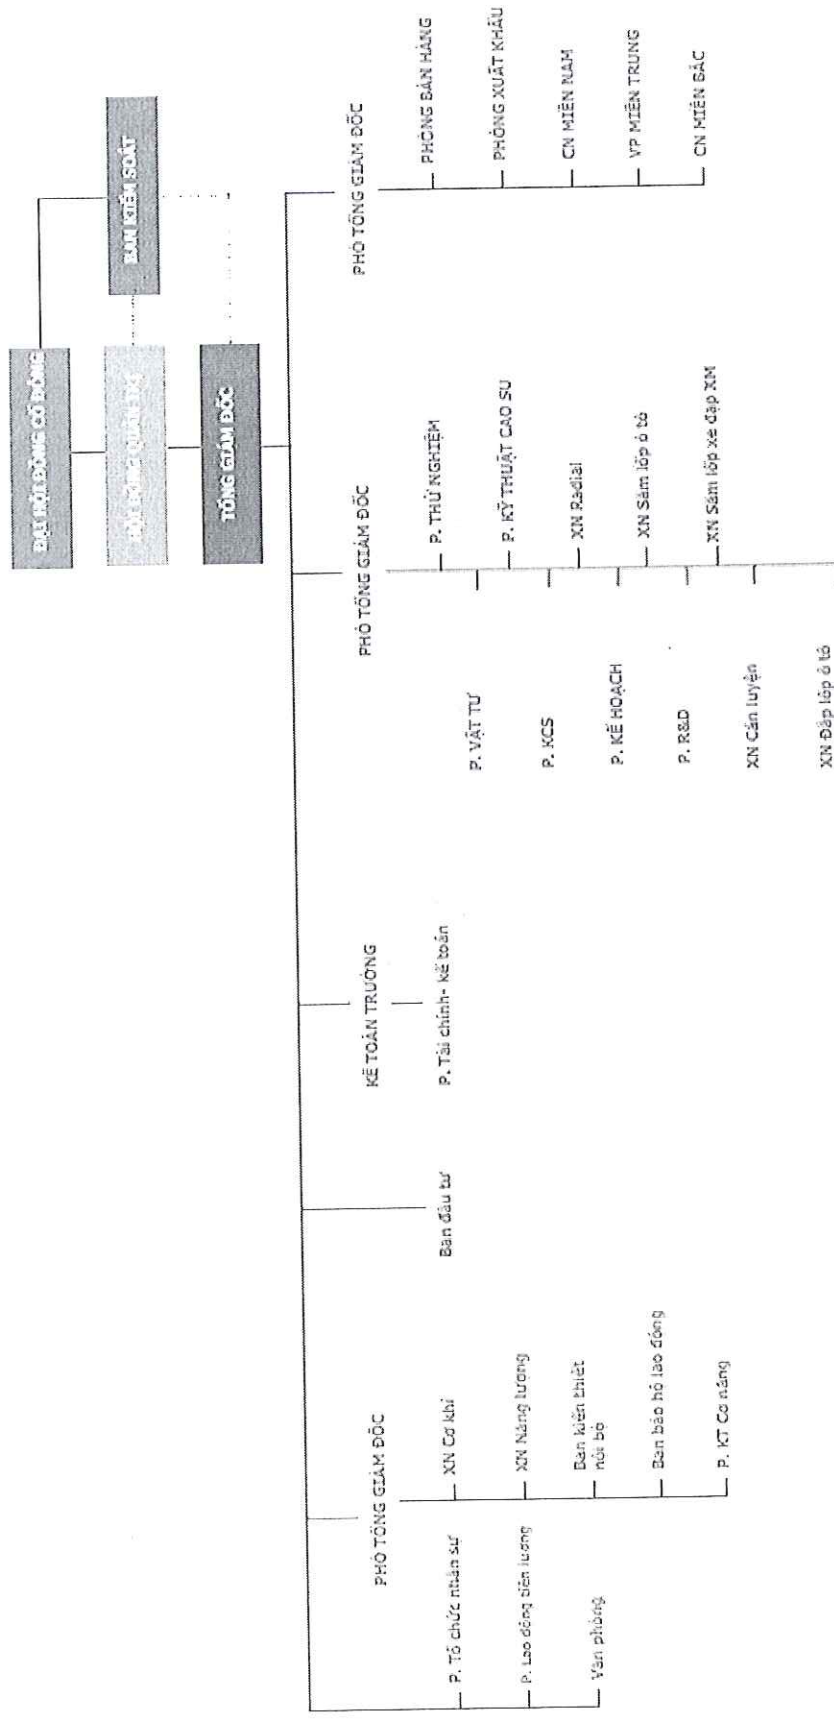 ĐẠI HỘI ĐỒNG CỔ ĐÔNG
BAN KIỂM SOÁT
HỘI ĐỒNG QUẢN TRỊ
TỔNG GIÁM ĐỐC
PHÓ TỔNG GIÁM ĐỐC
KẾ TOÁN TRƯỞNG
PHÓ TỔNG GIÁM ĐỐC
PHÓ TỔNG GIÁM ĐỐC
P. Tổ chức nhân sự
P. Lao động tiền lương
Văn phòng
XN Cơ khí
XN Năng lượng
Ban kiến thiết
nội bộ
Ban bảo hộ lao động
P. KT Cơ năng
Ban đầu tư
P. Tài chính- kế toán
P. VẬT TƯ
P. KCS
P. KẾ HOẠCH
P. R&D
XN Cán luyện
XN Đắp lốp ô tô
P. THỬ NGHIỆM
P. KỸ THUẬT CAO SU
XN Radial
XN Săm lốp ô tô
XN Săm lốp xe đạp XM
PHÒNG BÁN HÀNG
PHÒNG XUẤT KHẨU
CN MIỀN NAM
VP MIỀN TRUNG
CN MIỀN BẮC